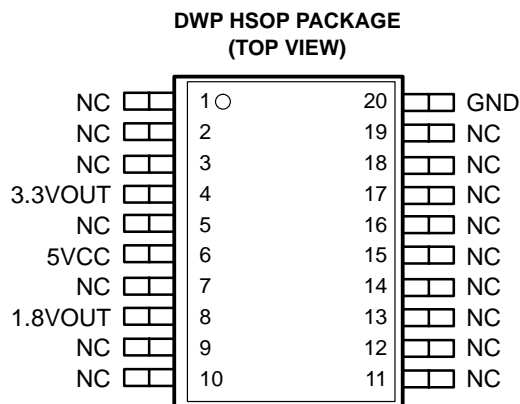 DWP HSOP PACKAGE
(TOP VIEW)
NC 1 20 GND
NC 2 19 NC
NC 3 18 NC
3.3VOUT 4 17 NC
NC 5 16 NC
5VCC 6 15 NC
NC 7 14 NC
1.8VOUT 8 13 NC
NC 9 12 NC
NC 10 11 NC